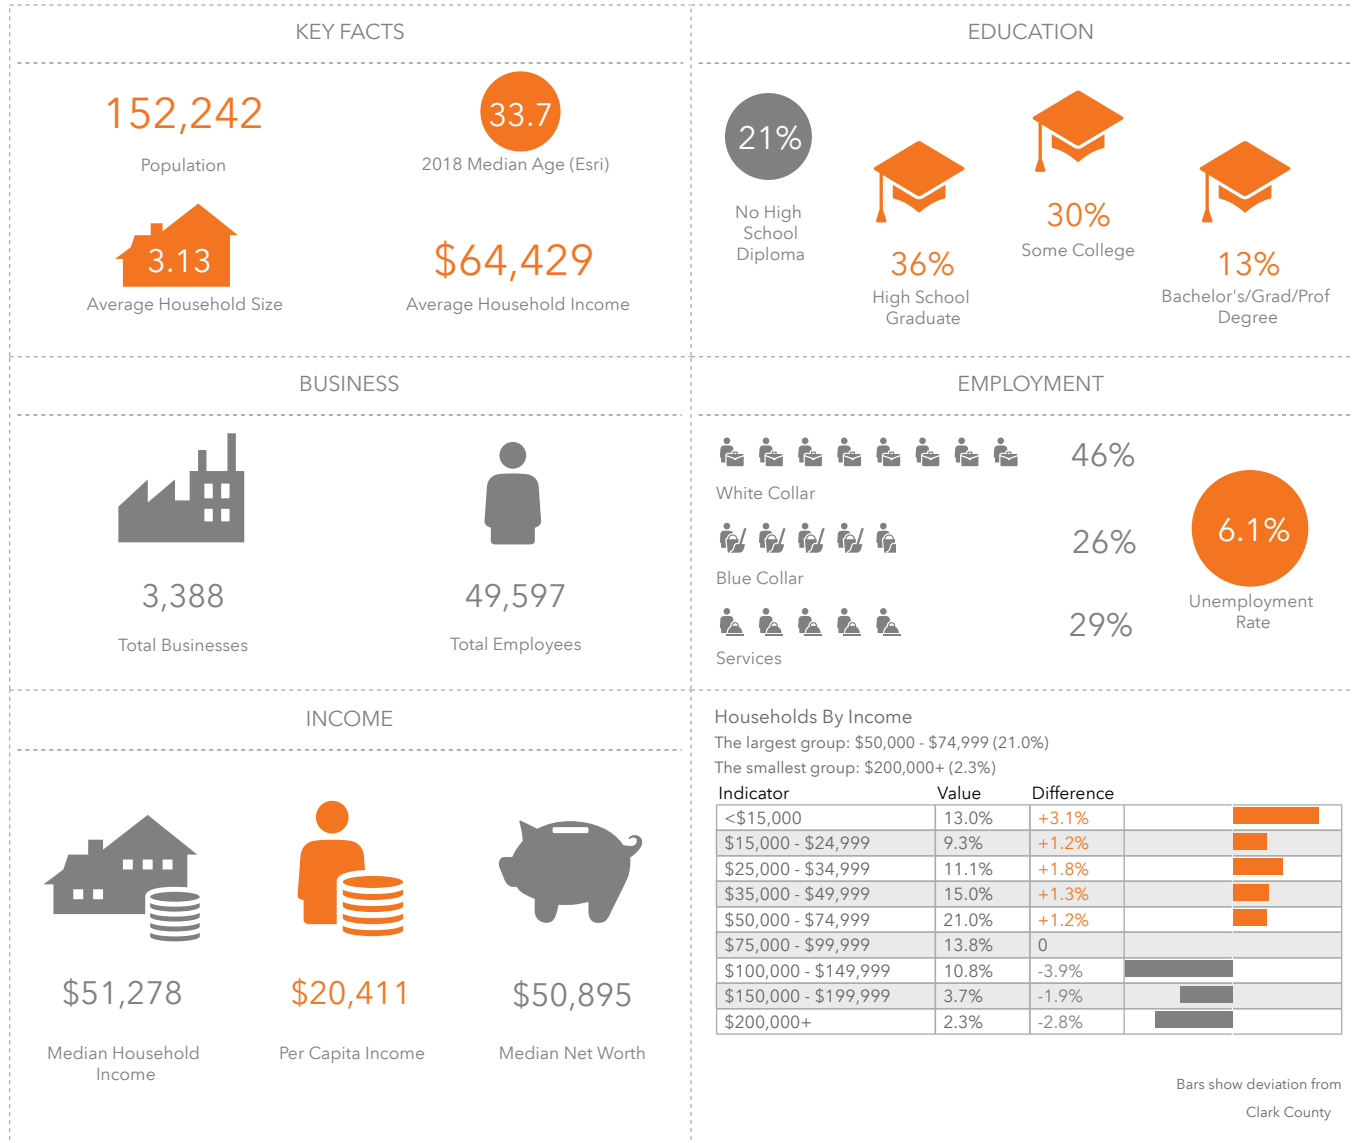 KEY FACTS
152,242
Population
33.7
2018 Median Age (Esri)
3.13
Average Household Size
$64,429
Average Household Income
EDUCATION
21%
No High
School
Diploma
36%
High School
Graduate
30%
Some College
13%
Bachelor's/Grad/Prof
Degree
BUSINESS
3,388
Total Businesses
49,597
Total Employees
EMPLOYMENT
46%
White Collar
26%
Blue Collar
29%
Services
6.1%
Unemployment
Rate
INCOME
$51,278
Median Household
Income
$20,411
Per Capita Income
$50,895
Median Net Worth
Households By Income
The largest group: $50,000 - $74,999 (21.0%)
The smallest group: $200,000+ (2.3%)
Indicator Value Difference
<$15,000 13.0% +3.1%
$15,000 - $24,999 9.3% +1.2%
$25,000 - $34,999 11.1% +1.8%
$35,000 - $49,999 15.0% +1.3%
$50,000 - $74,999 21.0% +1.2%
$75,000 - $99,999 13.8% 0
$100,000 - $149,999 10.8% -3.9%
$150,000 - $199,999 3.7% -1.9%
$200,000+ 2.3% -2.8%
Bars show deviation from
Clark County